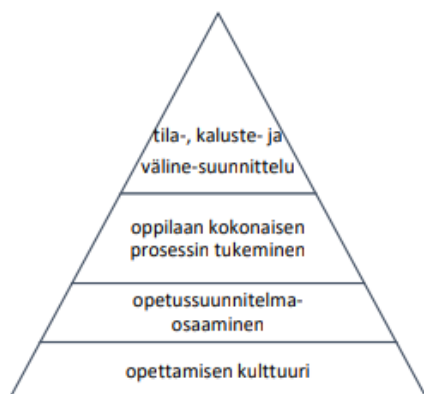 tila-, kaluste- ja
väline-suunnittelu
oppilaan kokonaisen
prosessin tukeminen
opetussuunnitelma-
osaaminen
opettamisen kulttuuri